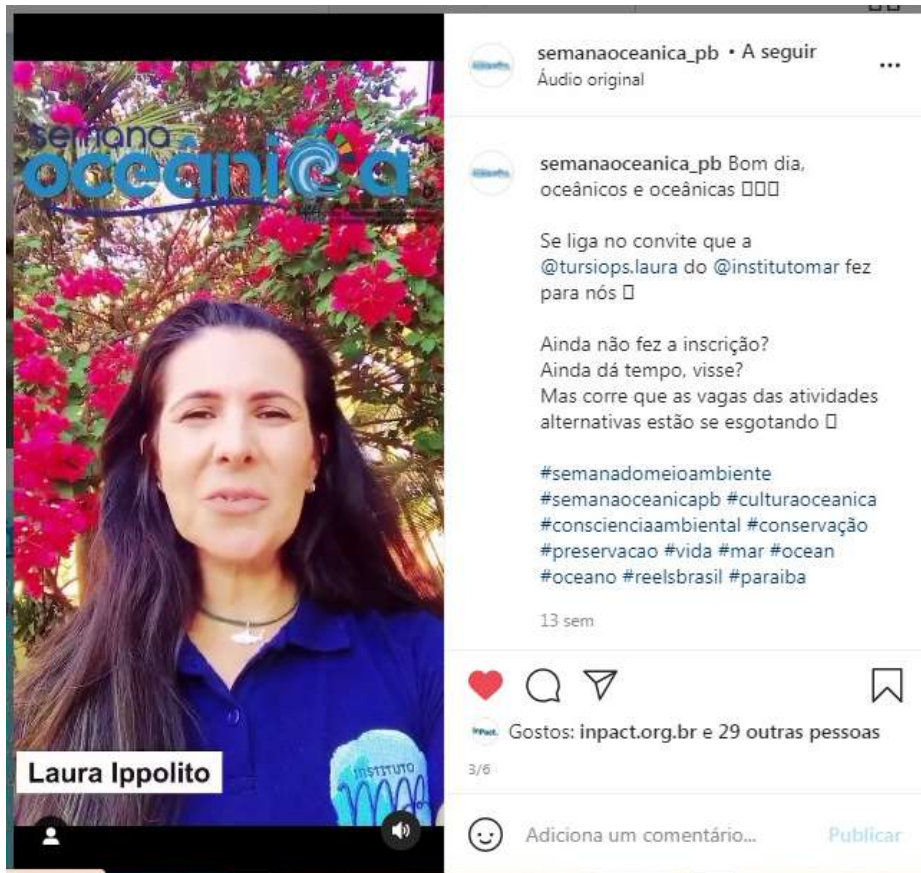 semana
oceânica
Laura Ippolito
INSTITUTO
mar
semanaoceanica_pb • A seguir
Áudio original
semanaoceanica_pb Bom dia,
oceânicos e oceânicas
Se liga no convite que a
@tursiops.laura do @institutomar fez
para nós
Ainda não fez a inscrição?
Ainda dá tempo, visse?
Mas corre que as vagas das atividades
alternativas estão se esgotando
#semanadomeioambiente
#semanaoceanicapb #culturaoceanica
#conscienciaambiental #conservação
#preservacao #vida #mar #ocean
#oceano #reelsbrasil #paraiba
13 sem
Gostos: inpact.org.br e 29 outras pessoas
3/6
Adiciona um comentário...
Publicar